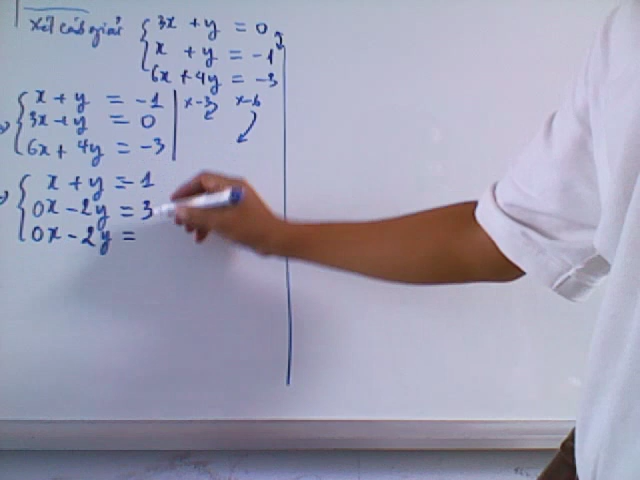 Xét cách giải { 3x + y = 0
x + y = -1
6x + 4y = -3
{ x + y = -1 | x-3 x-6
3x + y = 0
6x + 4y = -3
{ x + y = 1
0x - 2y = 3
0x - 2y =